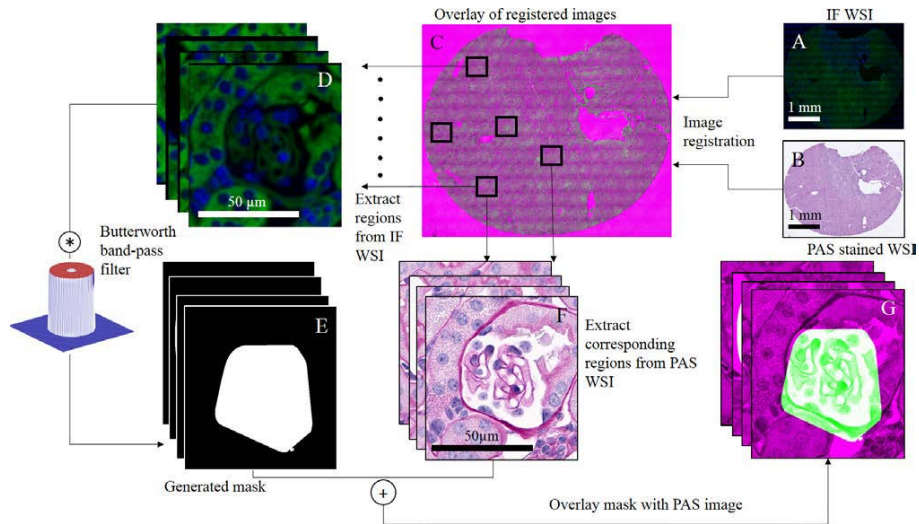 Overlay of registered images
IF WSI
A
1 mm
C
D
50 µm
Image
registration
B
1 mm
PAS stained WSI
Extract
regions
from IF
WSI
*
Butterworth
band-pass
filter
E
Generated mask
F
50µm
Extract
corresponding
regions from PAS
WSI
G
+
Overlay mask with PAS image